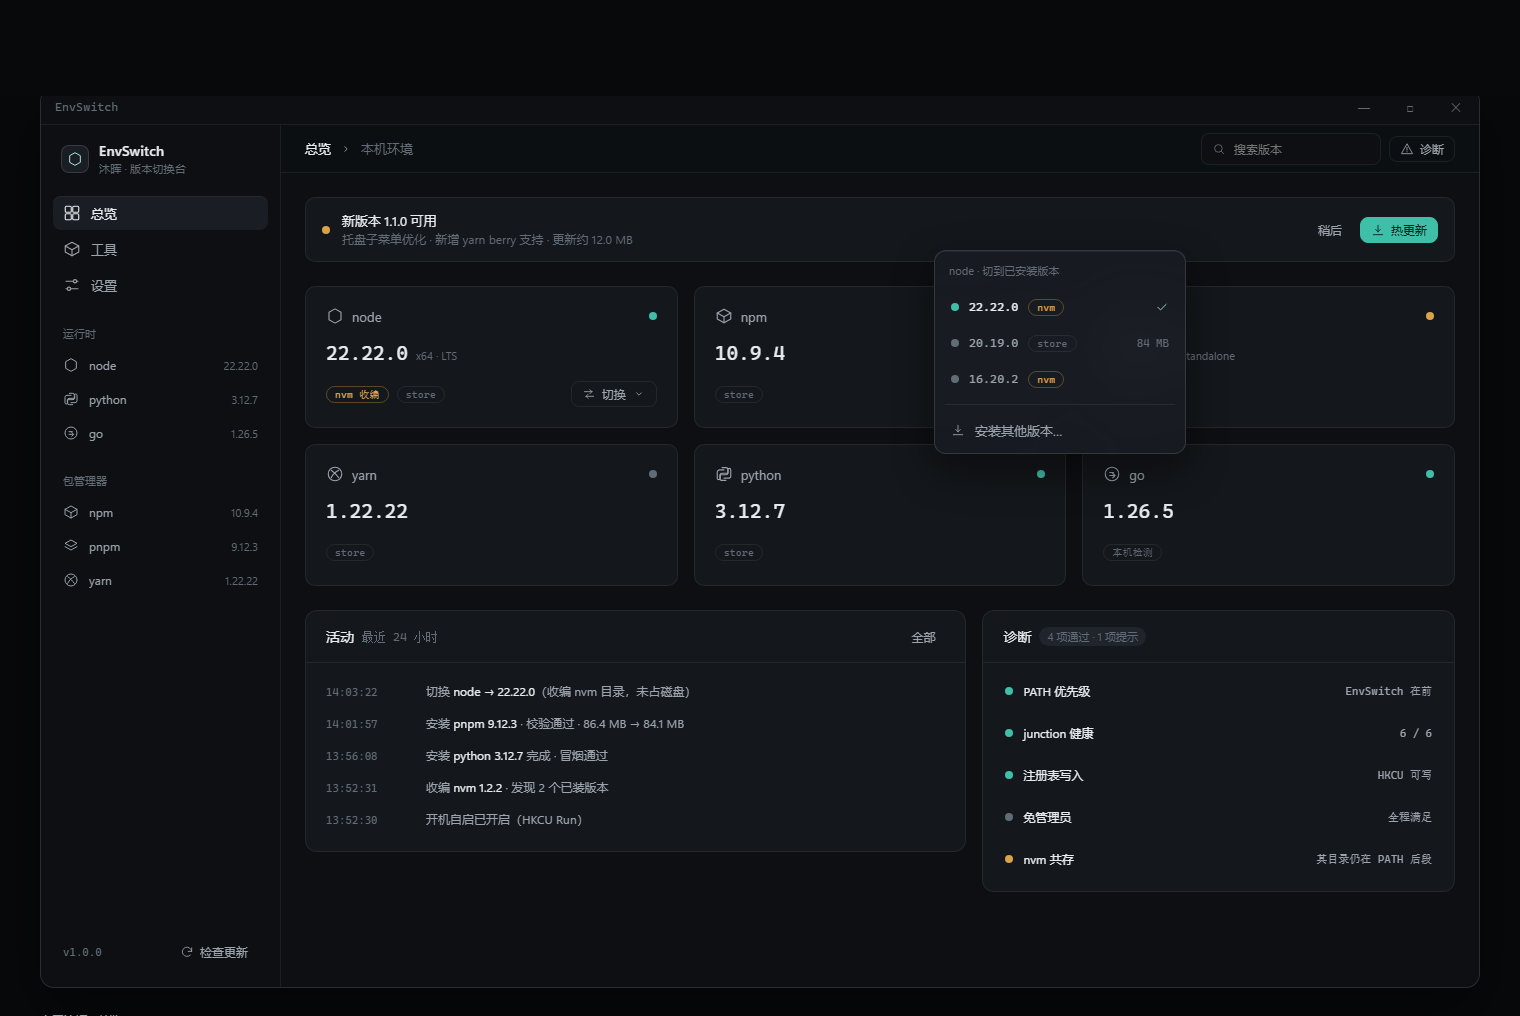 EnvSwitch
EnvSwitch
沐晖 · 版本切换台
总览
工具
设置
运行时
node 22.22.0
python 3.12.7
go 1.26.5
包管理器
npm 10.9.4
pnpm 9.12.3
yarn 1.22.22
v1.0.0 检查更新
总览 › 本机环境
搜索版本
诊断
新版本 1.1.0 可用
托盘子菜单优化 · 新增 yarn berry 支持 · 更新约 12.0 MB
稍后 热更新
node
22.22.0 x64 · LTS
nvm 收编 store 切换
npm
10.9.4
store
tandalone
node · 切到已安装版本
22.22.0 nvm
20.19.0 store 84 MB
16.20.2 nvm
安装其他版本...
yarn
1.22.22
store
python
3.12.7
store
go
1.26.5
本机检测
活动 最近 24 小时 全部
14:03:22 切换 node → 22.22.0（收编 nvm 目录，未占磁盘）
14:01:57 安装 pnpm 9.12.3 · 校验通过 · 86.4 MB → 84.1 MB
13:56:08 安装 python 3.12.7 完成 · 冒烟通过
13:52:31 收编 nvm 1.2.2 · 发现 2 个已装版本
13:52:30 开机自启已开启（HKCU Run）
诊断 4 项通过 · 1 项提示
PATH 优先级 EnvSwitch 在前
junction 健康 6 / 6
注册表写入 HKCU 可写
免管理员 全程满足
nvm 共存 其目录仍在 PATH 后段